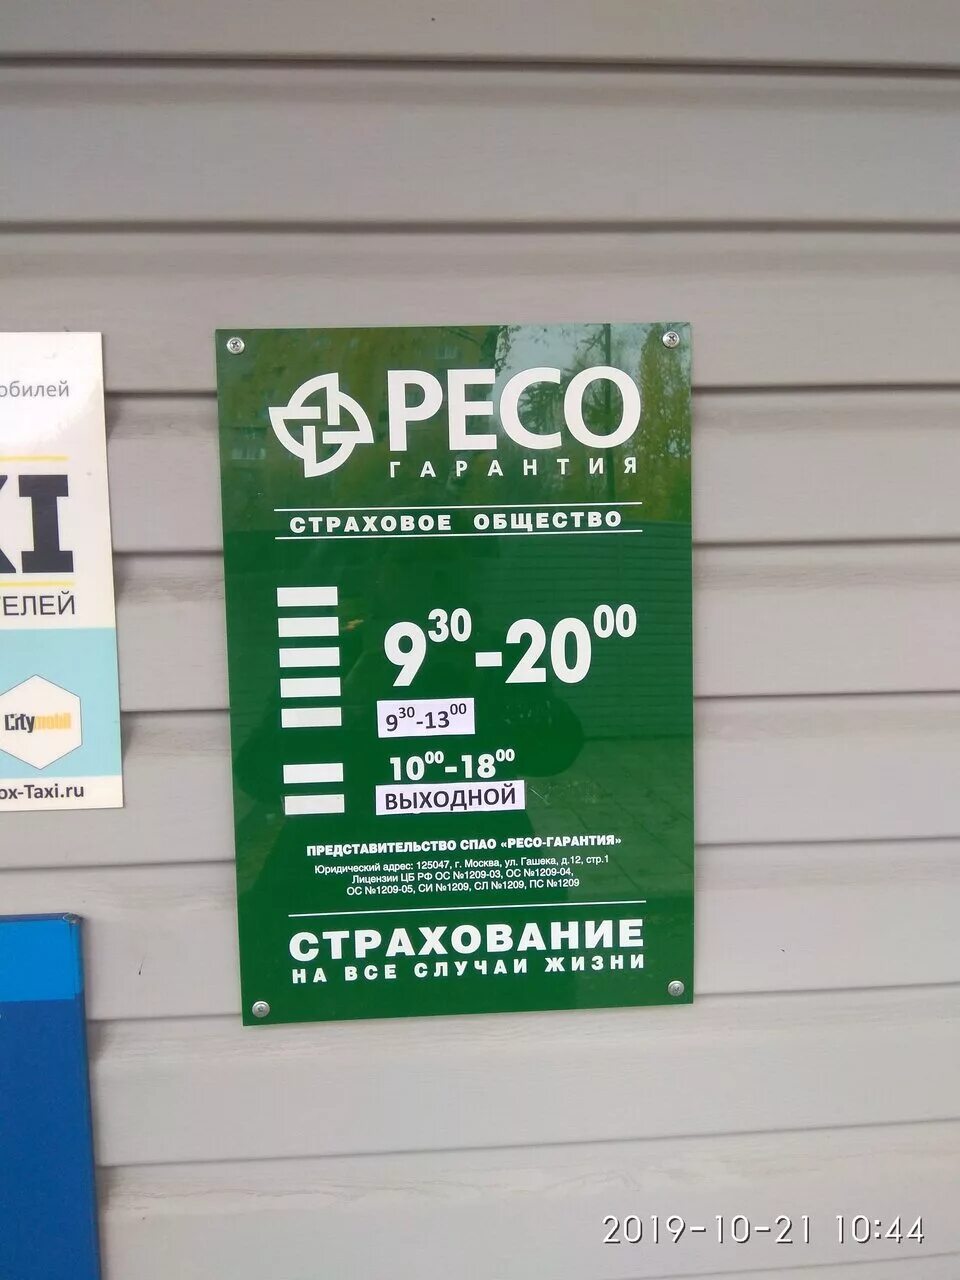 РЕСО
ГАРАНТИЯ
СТРАХОВОЕ ОБЩЕСТВО
9³⁰-20⁰⁰
9³⁰-13⁰⁰
10⁰⁰-18⁰⁰
ВЫХОДНОЙ
ПРЕДСТАВИТЕЛЬСТВО СПАО «РЕСО-ГАРАНТИЯ»
Юридический адрес: 125047, г. Москва, ул. Гашека, д.12, стр.1
Лицензии ЦБ РФ ОС №1209-03, ОС №1209-04,
ОС №1209-05, СИ №1209, СЛ №1209, ПС №1209
СТРАХОВАНИЕ
НА ВСЕ СЛУЧАИ ЖИЗНИ
обилей
XI
ТЕЛЕЙ
Citymobil
ox-Taxi.ru
2019-10-21 10:44